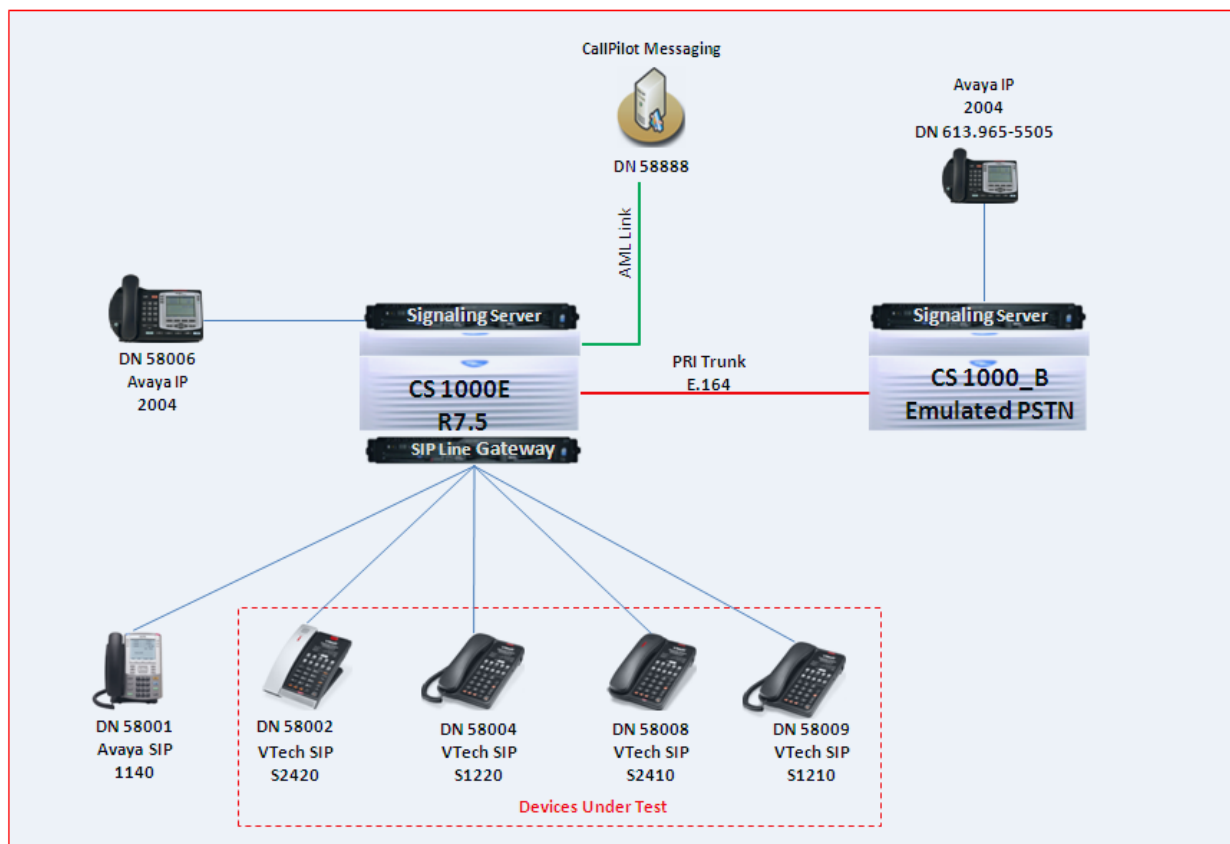 CallPilot Messaging
DN 58888
AML Link
Avaya IP
2004
DN 613.965-5505
DN 58006
Avaya IP
2004
Signaling Server
CS 1000E
R7.5
SIP Line Gateway
PRI Trunk
E.164
Signaling Server
CS 1000_B
Emulated PSTN
DN 58001
Avaya SIP
1140
DN 58002
VTech SIP
S2420
DN 58004
VTech SIP
S1220
DN 58008
VTech SIP
S2410
DN 58009
VTech SIP
S1210
Devices Under Test